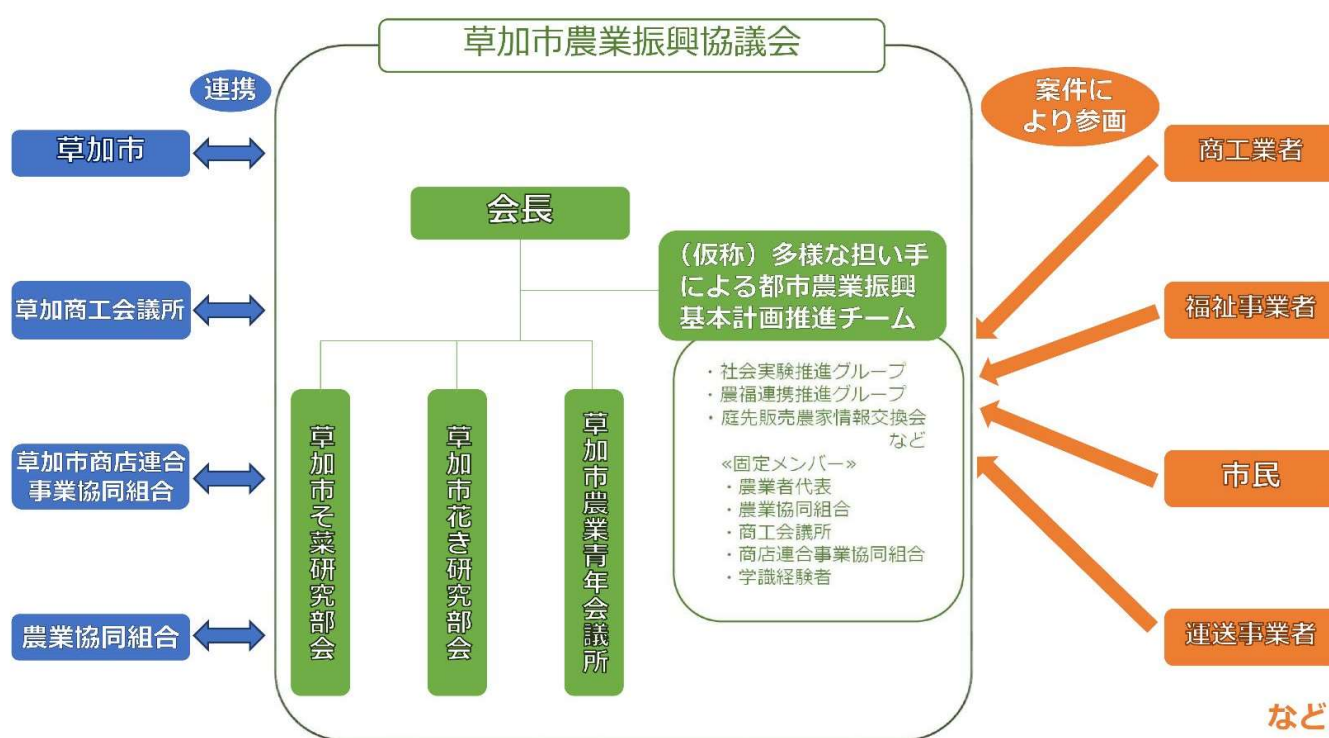 草加市農業振興協議会
連携
草加市
草加商工会議所
草加市商店連合
事業協同組合
農業協同組合
会長
(仮称)多様な担い手
による都市農業振興
基本計画推進チーム
・社会実験推進グループ
・農福連携推進グループ
・庭先販売農家情報交換会
など
≪固定メンバー≫
・農業者代表
・農業協同組合
・商工会議所
・商店連合事業協同組合
・学識経験者
草加市そ菜研究部会
草加市花き研究部会
草加市農業青年会議所
案件に
より参画
商工業者
福祉事業者
市民
運送事業者
など